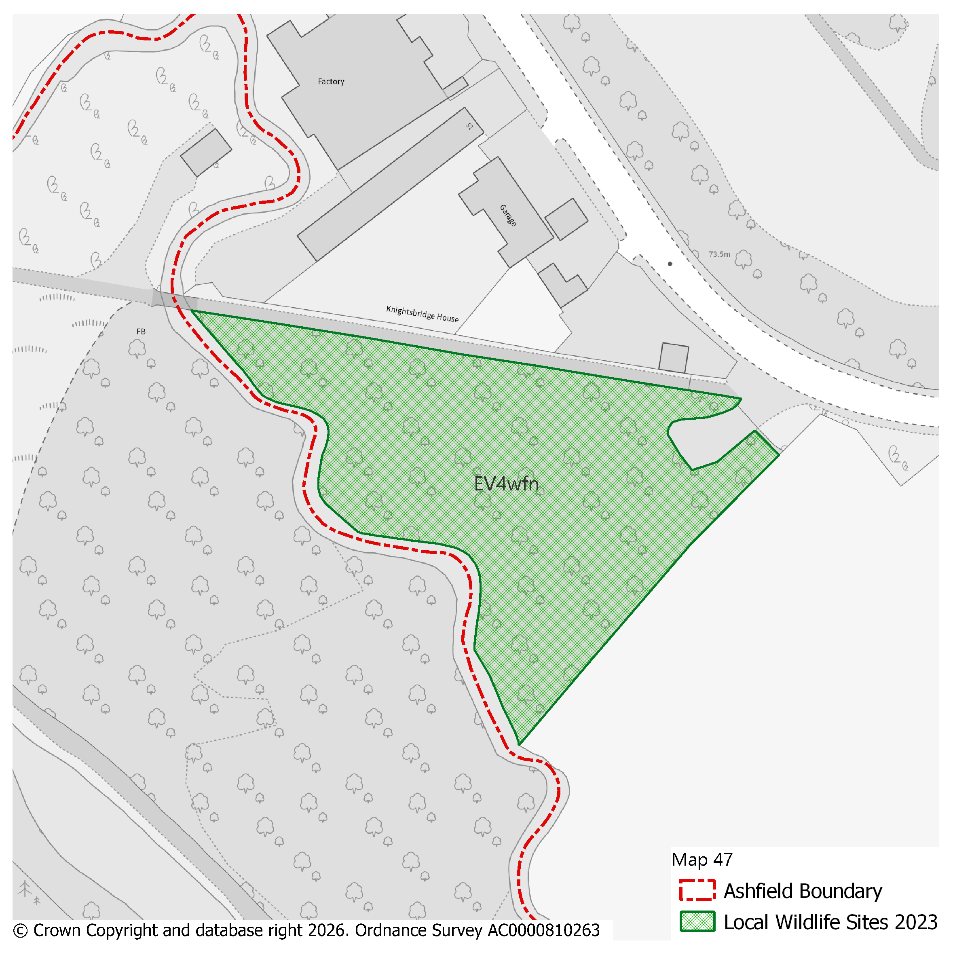 Factory
51
Garage
73.5m
Knightsbridge House
FB
EV4wfn
Map 47
Ashfield Boundary
Local Wildlife Sites 2023
© Crown Copyright and database right 2026. Ordnance Survey AC0000810263